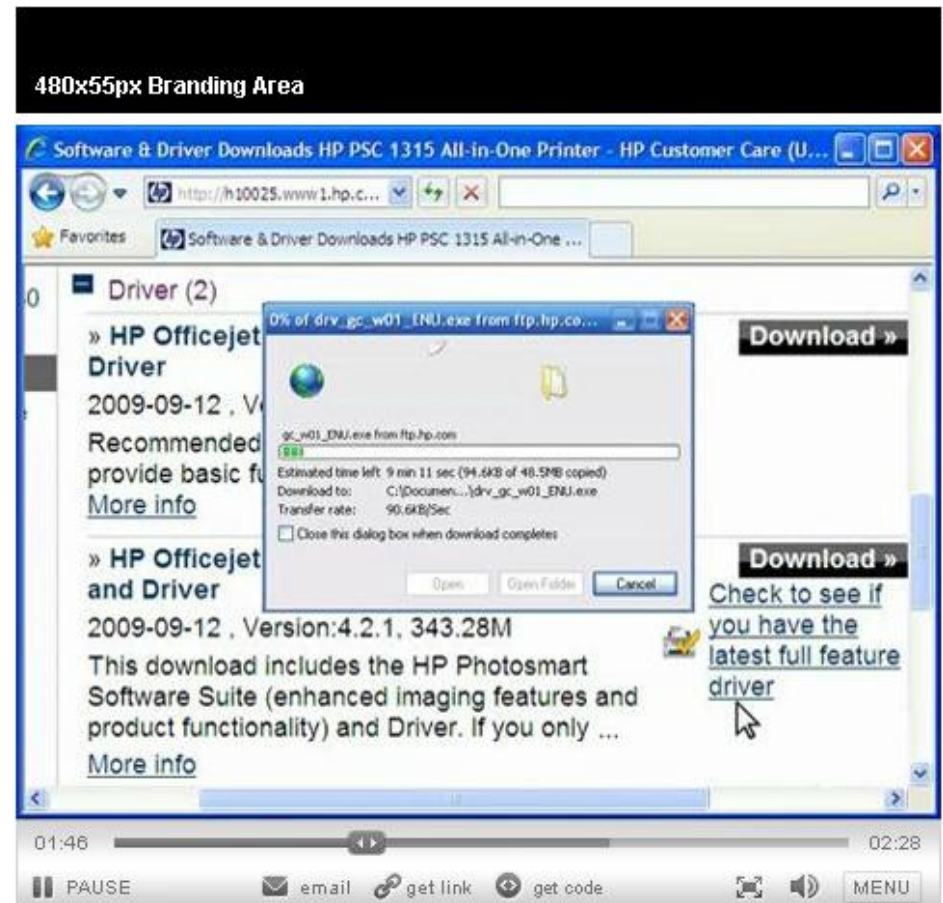 480x55px Branding Area
Software & Driver Downloads HP PSC 1315 All-in-One Printer - HP Customer Care (U...
http://h10025.www1.hp.c...
Favorites
Software & Driver Downloads HP PSC 1315 All-in-One ...
Driver (2)
» HP Officejet
Driver
Download »
2009-09-12 , V
Recommended
provide basic fu
More info
0% of drv_gc_w01_ENU.exe from ftp.hp.co...
gc_w01_ENU.exe from ftp.hp.com
Estimated time left 9 min 11 sec (94.6KB of 48.5MB copied)
Download to: C:\Documen...\drv_gc_w01_ENU.exe
Transfer rate: 90.6KB/Sec
Close this dialog box when download completes
Open Open Folder Cancel
» HP Officejet
and Driver
Download »
Check to see if
you have the
latest full feature
driver
2009-09-12 , Version:4.2.1, 343.28M
This download includes the HP Photosmart
Software Suite (enhanced imaging features and
product functionality) and Driver. If you only ...
More info
01:46 02:28
PAUSE email get link get code MENU